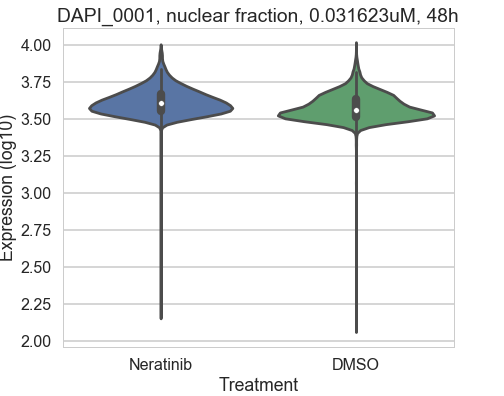 DAPI_0001, nuclear fraction, 0.031623uM, 48h
Expression (log10)
4.00
3.75
3.50
3.25
3.00
2.75
2.50
2.25
2.00
Neratinib DMSO
Treatment